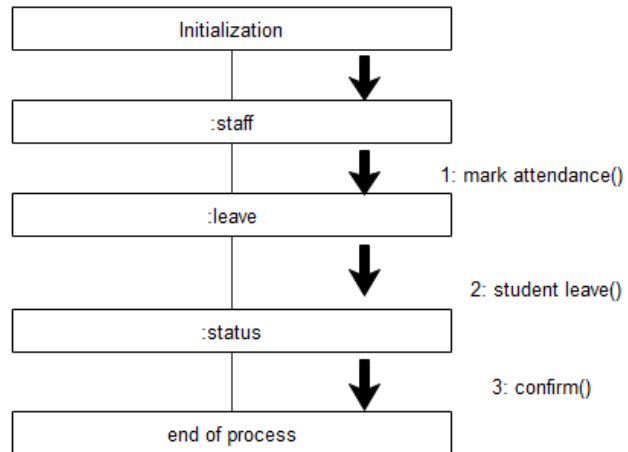 Initialization
:staff
1: mark attendance()
:leave
2: student leave()
:status
3: confirm()
end of process